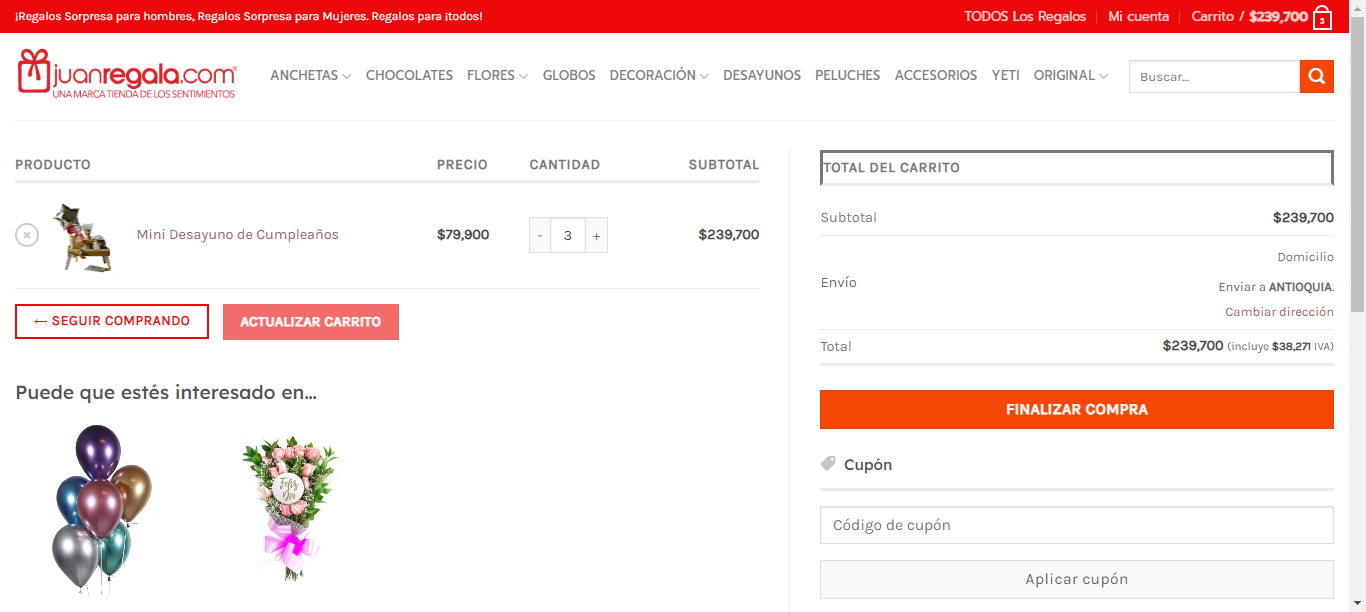 ¡Regalos Sorpresa para hombres, Regalos Sorpresa para Mujeres. Regalos para ¡todos!
TODOS Los Regalos
Mi cuenta
Carrito / $239,700
3
juanregala.com®
UNA MARCA TIENDA DE LOS SENTIMIENTOS
ANCHETAS
CHOCOLATES
FLORES
GLOBOS
DECORACIÓN
DESAYUNOS
PELUCHES
ACCESORIOS
YETI
ORIGINAL
Buscar...
PRODUCTO
PRECIO
CANTIDAD
SUBTOTAL
×
Mini Desayuno de Cumpleaños
$79,900
- 3 +
$239,700
← SEGUIR COMPRANDO
ACTUALIZAR CARRITO
Puede que estés interesado en…
Feliz Día
TOTAL DEL CARRITO
Subtotal
$239,700
Envío
Domicilio
Enviar a ANTIOQUIA.
Cambiar dirección
Total
$239,700 (incluye $38,271 IVA)
FINALIZAR COMPRA
Cupón
Código de cupón
Aplicar cupón